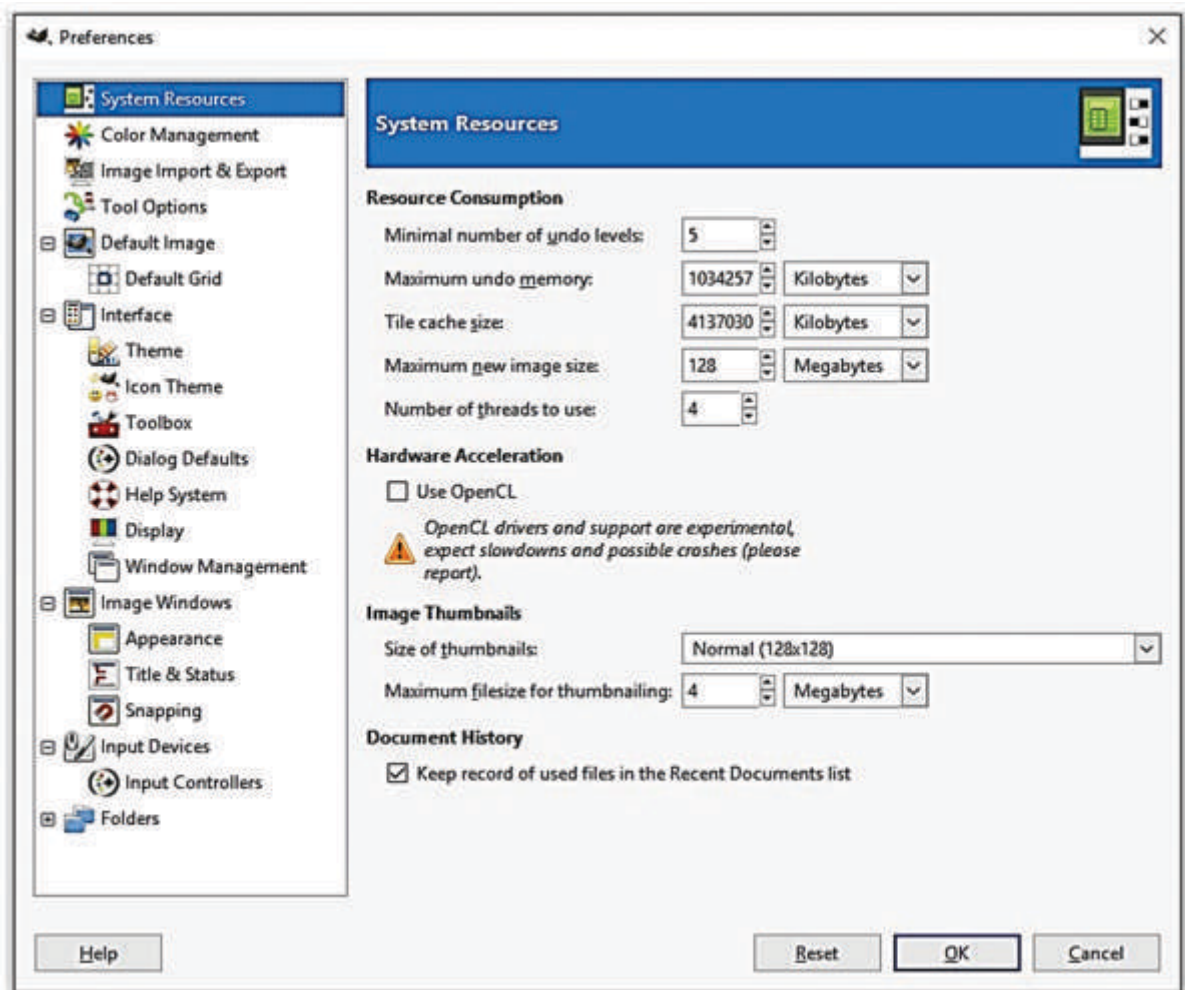 Preferences
System Resources
Color Management
Image Import & Export
Tool Options
Default Image
Default Grid
Interface
Theme
Icon Theme
Toolbox
Dialog Defaults
Help System
Display
Window Management
Image Windows
Appearance
Title & Status
Snapping
Input Devices
Input Controllers
Folders
System Resources
Resource Consumption
Minimal number of undo levels: 5
Maximum undo memory: 1034257 Kilobytes
Tile cache size: 4137030 Kilobytes
Maximum new image size: 128 Megabytes
Number of threads to use: 4
Hardware Acceleration
Use OpenCL
OpenCL drivers and support are experimental,
expect slowdowns and possible crashes (please
report).
Image Thumbnails
Size of thumbnails: Normal (128x128)
Maximum filesize for thumbnailing: 4 Megabytes
Document History
Keep record of used files in the Recent Documents list
Help Reset OK Cancel